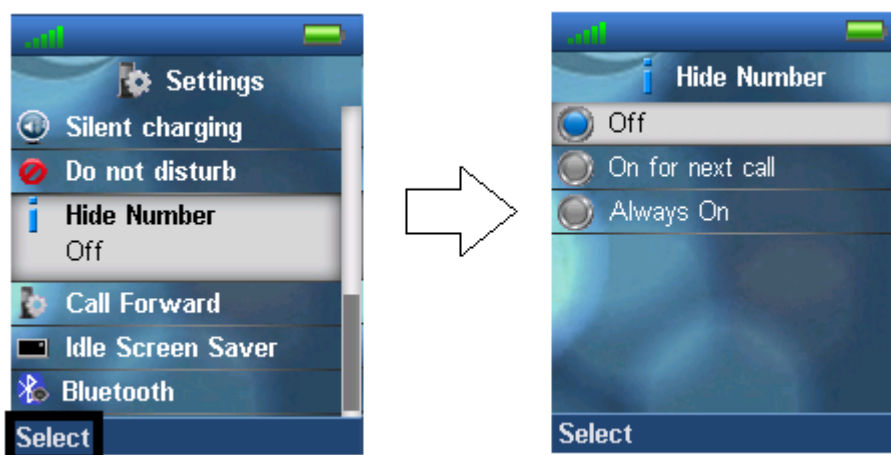 Settings
Silent charging
Do not disturb
Hide Number
Off
Call Forward
Idle Screen Saver
Bluetooth
Select
Hide Number
Off
On for next call
Always On
Select